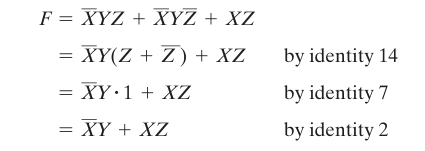 F = X̅YZ + X̅YZ̅ + XZ
= X̅Y(Z + Z̅) + XZ by identity 14
= X̅Y·1 + XZ by identity 7
= X̅Y + XZ by identity 2